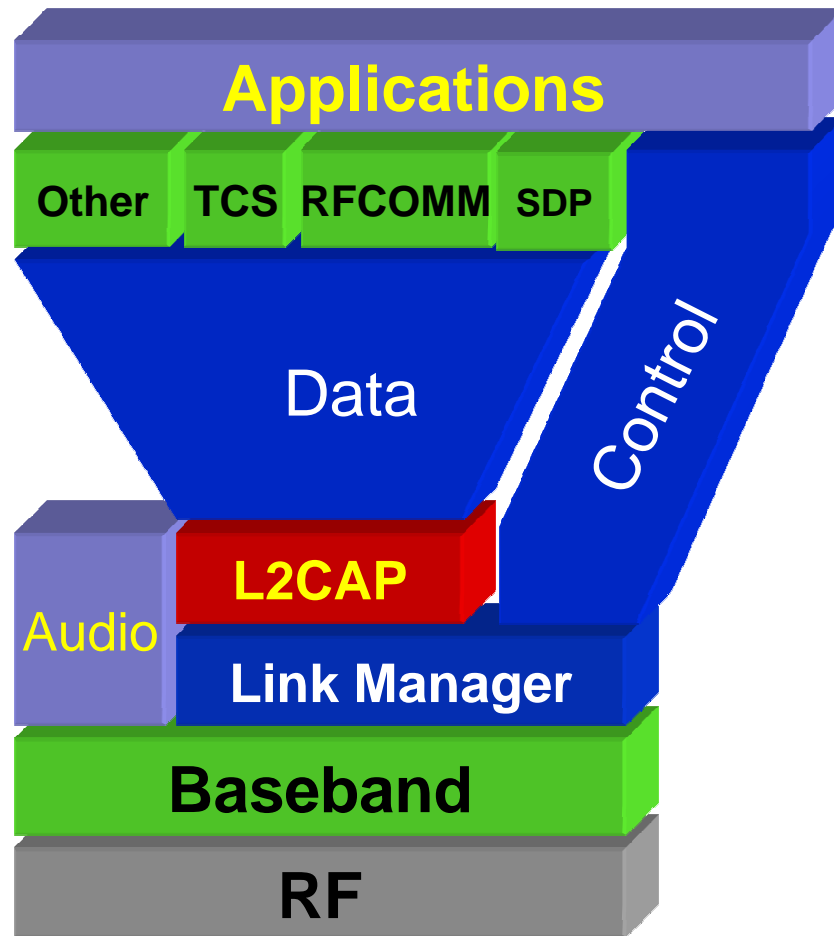 Applications
Other TCS RFCOMM SDP
Data
Control
L2CAP
Audio
Link Manager
Baseband
RF